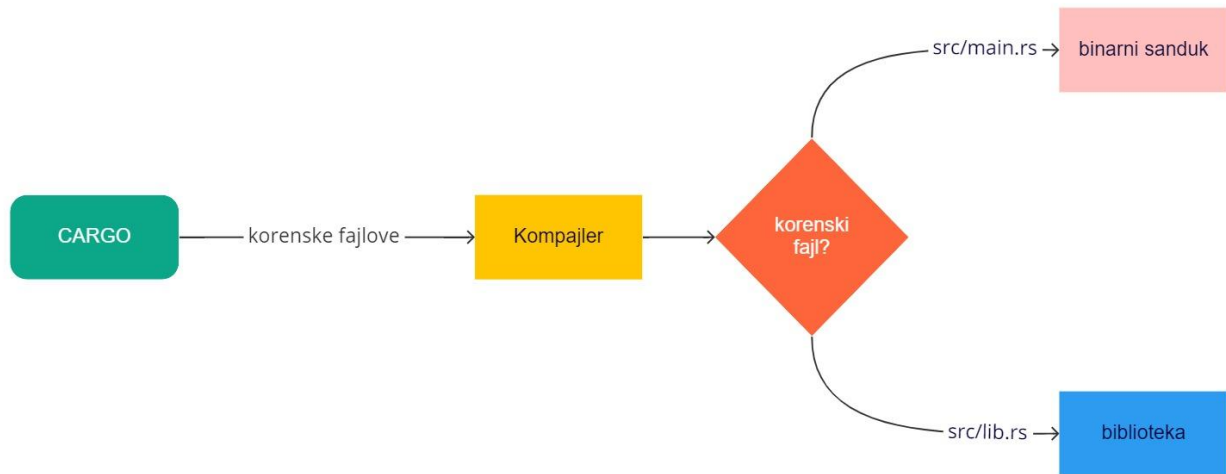 CARGO
korenske fajlove
Kompajler
korenski
fajl?
src/main.rs
binarni sanduk
src/lib.rs
biblioteka